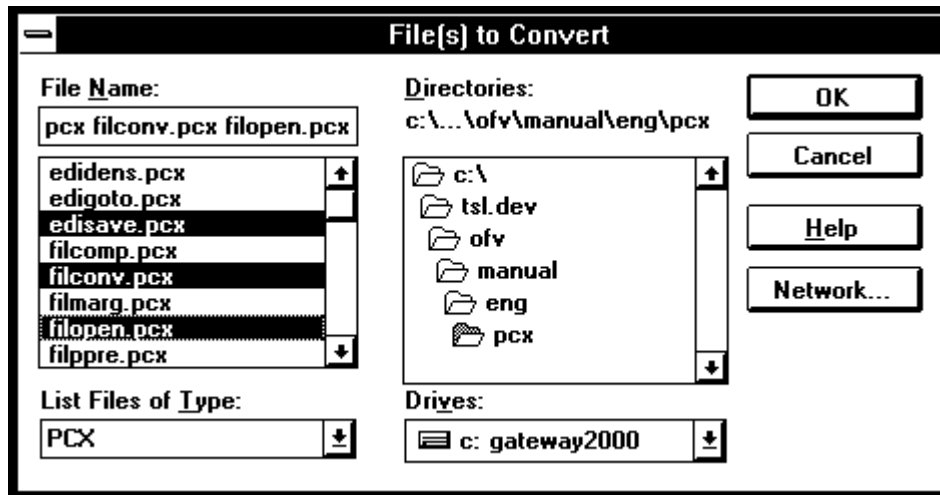 File(s) to Convert
File Name:
pcx filconv.pcx filopen.pcx
edidens.pcx
edigoto.pcx
edisave.pcx
filcomp.pcx
filconv.pcx
filmarg.pcx
filopen.pcx
filppre.pcx
List Files of Type:
PCX
Directories:
c:\...\ofv\manual\eng\pcx
c:\
tsl.dev
ofv
manual
eng
pcx
Drives:
c: gateway2000
OK
Cancel
Help
Network...